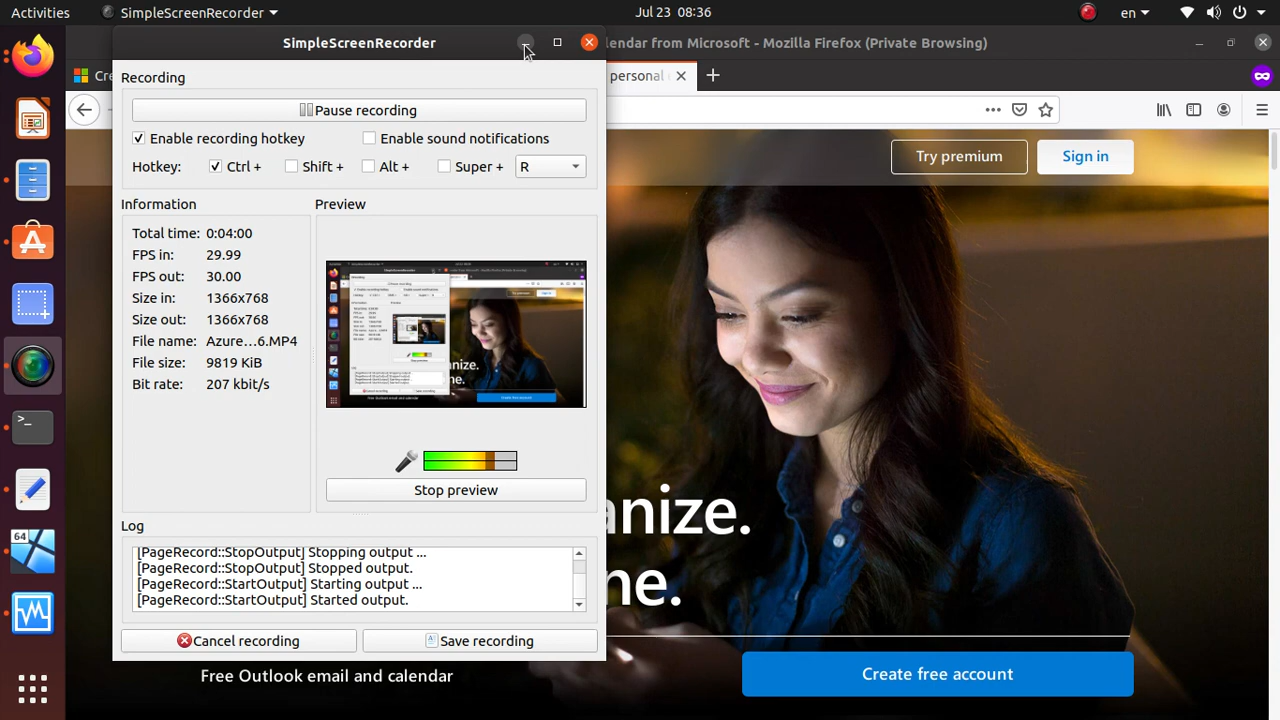 Activities
SimpleScreenRecorder
Jul 23 08:36
en
SimpleScreenRecorder
lendar from Microsoft - Mozilla Firefox (Private Browsing)
Cre
personal
Recording
Pause recording
Enable recording hotkey
Enable sound notifications
Hotkey: Ctrl + Shift + Alt + Super + R
Try premium
Sign in
Information
Preview
Total time: 0:04:00
FPS in: 29.99
FPS out: 30.00
Size in: 1366x768
Size out: 1366x768
File name: Azure...6.MP4
File size: 9819 KiB
Bit rate: 207 kbit/s
Stop preview
Log
[PageRecord::StopOutput] Stopping output ...
[PageRecord::StopOutput] Stopped output.
[PageRecord::StartOutput] Starting output ...
[PageRecord::StartOutput] Started output.
Cancel recording
Save recording
anize.
ne.
Free Outlook email and calendar
Create free account
64